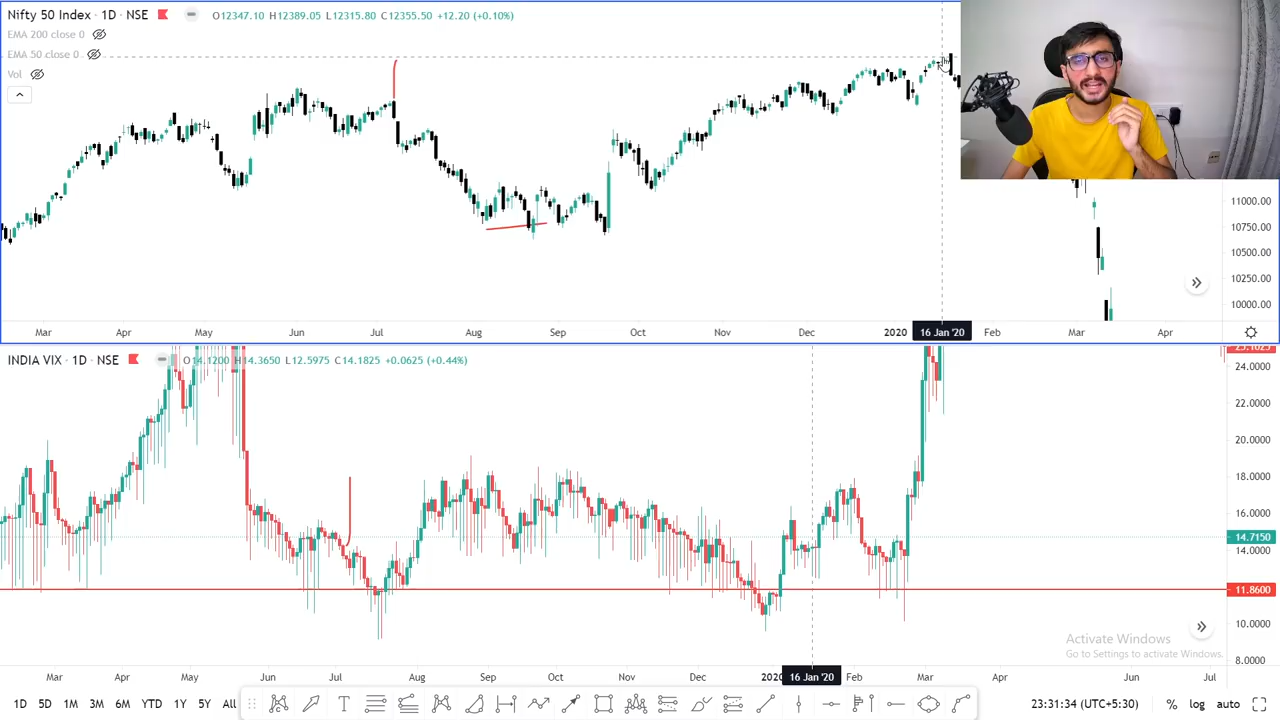 Nifty 50 Index · 1D · NSE O12347.10 H12389.05 L12315.80 C12355.50 +12.20 (+0.10%)
EMA 200 close 0
EMA 50 close 0
Vol
11000.00
10750.00
10500.00
10250.00
10000.00
Mar Apr May Jun Jul Aug Sep Oct Nov Dec 2020 16 Jan '20 Feb Mar Apr
INDIA VIX · 1D · NSE O14.1200 H14.3650 L12.5975 C14.1825 +0.0625 (+0.44%)
24.0000
22.0000
20.0000
18.0000
16.0000
14.7150
14.0000
11.8600
10.0000
8.0000
Activate Windows
Go to Settings to activate Windows.
Mar Apr May Jun Jul Aug Sep Oct Nov Dec 2020 16 Jan '20 Feb Mar Apr Jun Jul
1D 5D 1M 3M 6M YTD 1Y 5Y All 23:31:34 (UTC+5:30) % log auto